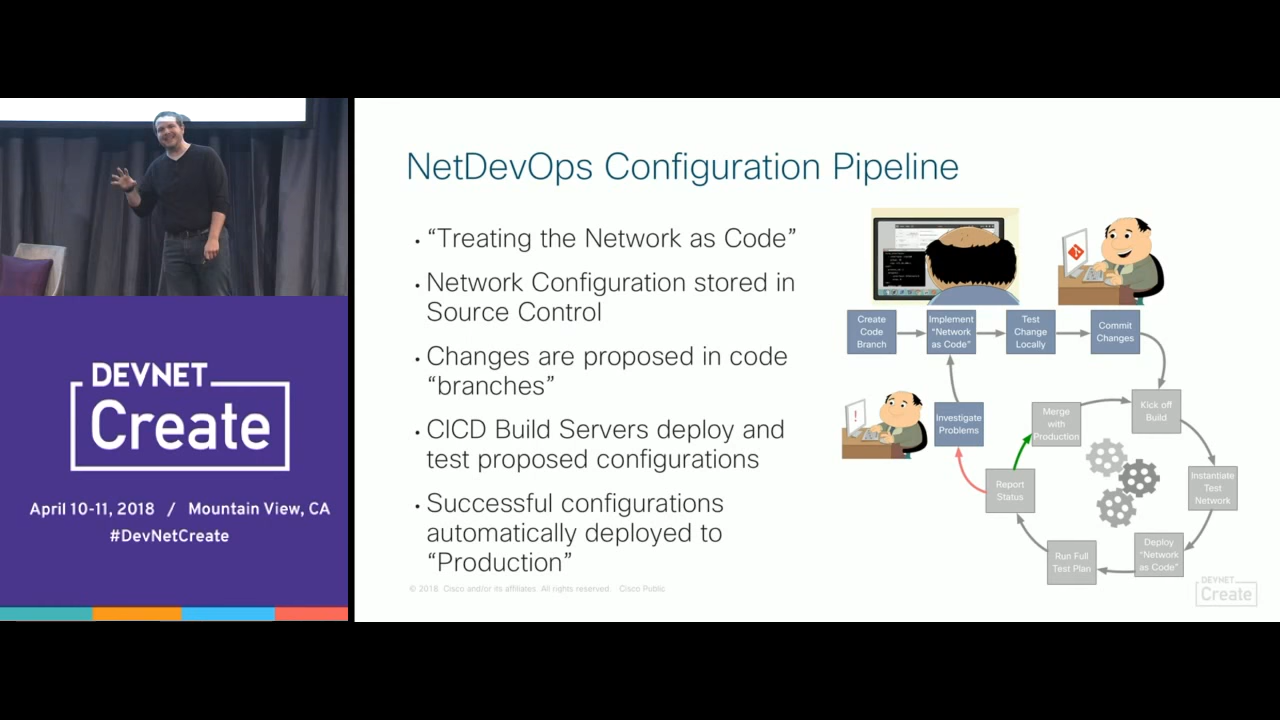 NetDevOps Configuration Pipeline
• “Treating the Network as Code”
• Network Configuration stored in
Source Control
• Changes are proposed in code
“branches”
• CICD Build Servers deploy and
test proposed configurations
• Successful configurations
automatically deployed to
“Production”
© 2018 Cisco and/or its affiliates. All rights reserved. Cisco Public
Create
Code
Branch
Implement
“Network
as Code”
Test
Change
Locally
Commit
Changes
Investigate
Problems
Merge
with
Production
Kick off
Build
Report
Status
Instantiate
Test
Network
Run Full
Test Plan
Deploy
“Network
as Code”
!
DEVNET
Create
DEVNET
Create
April 10-11, 2018 / Mountain View, CA
#DevNetCreate